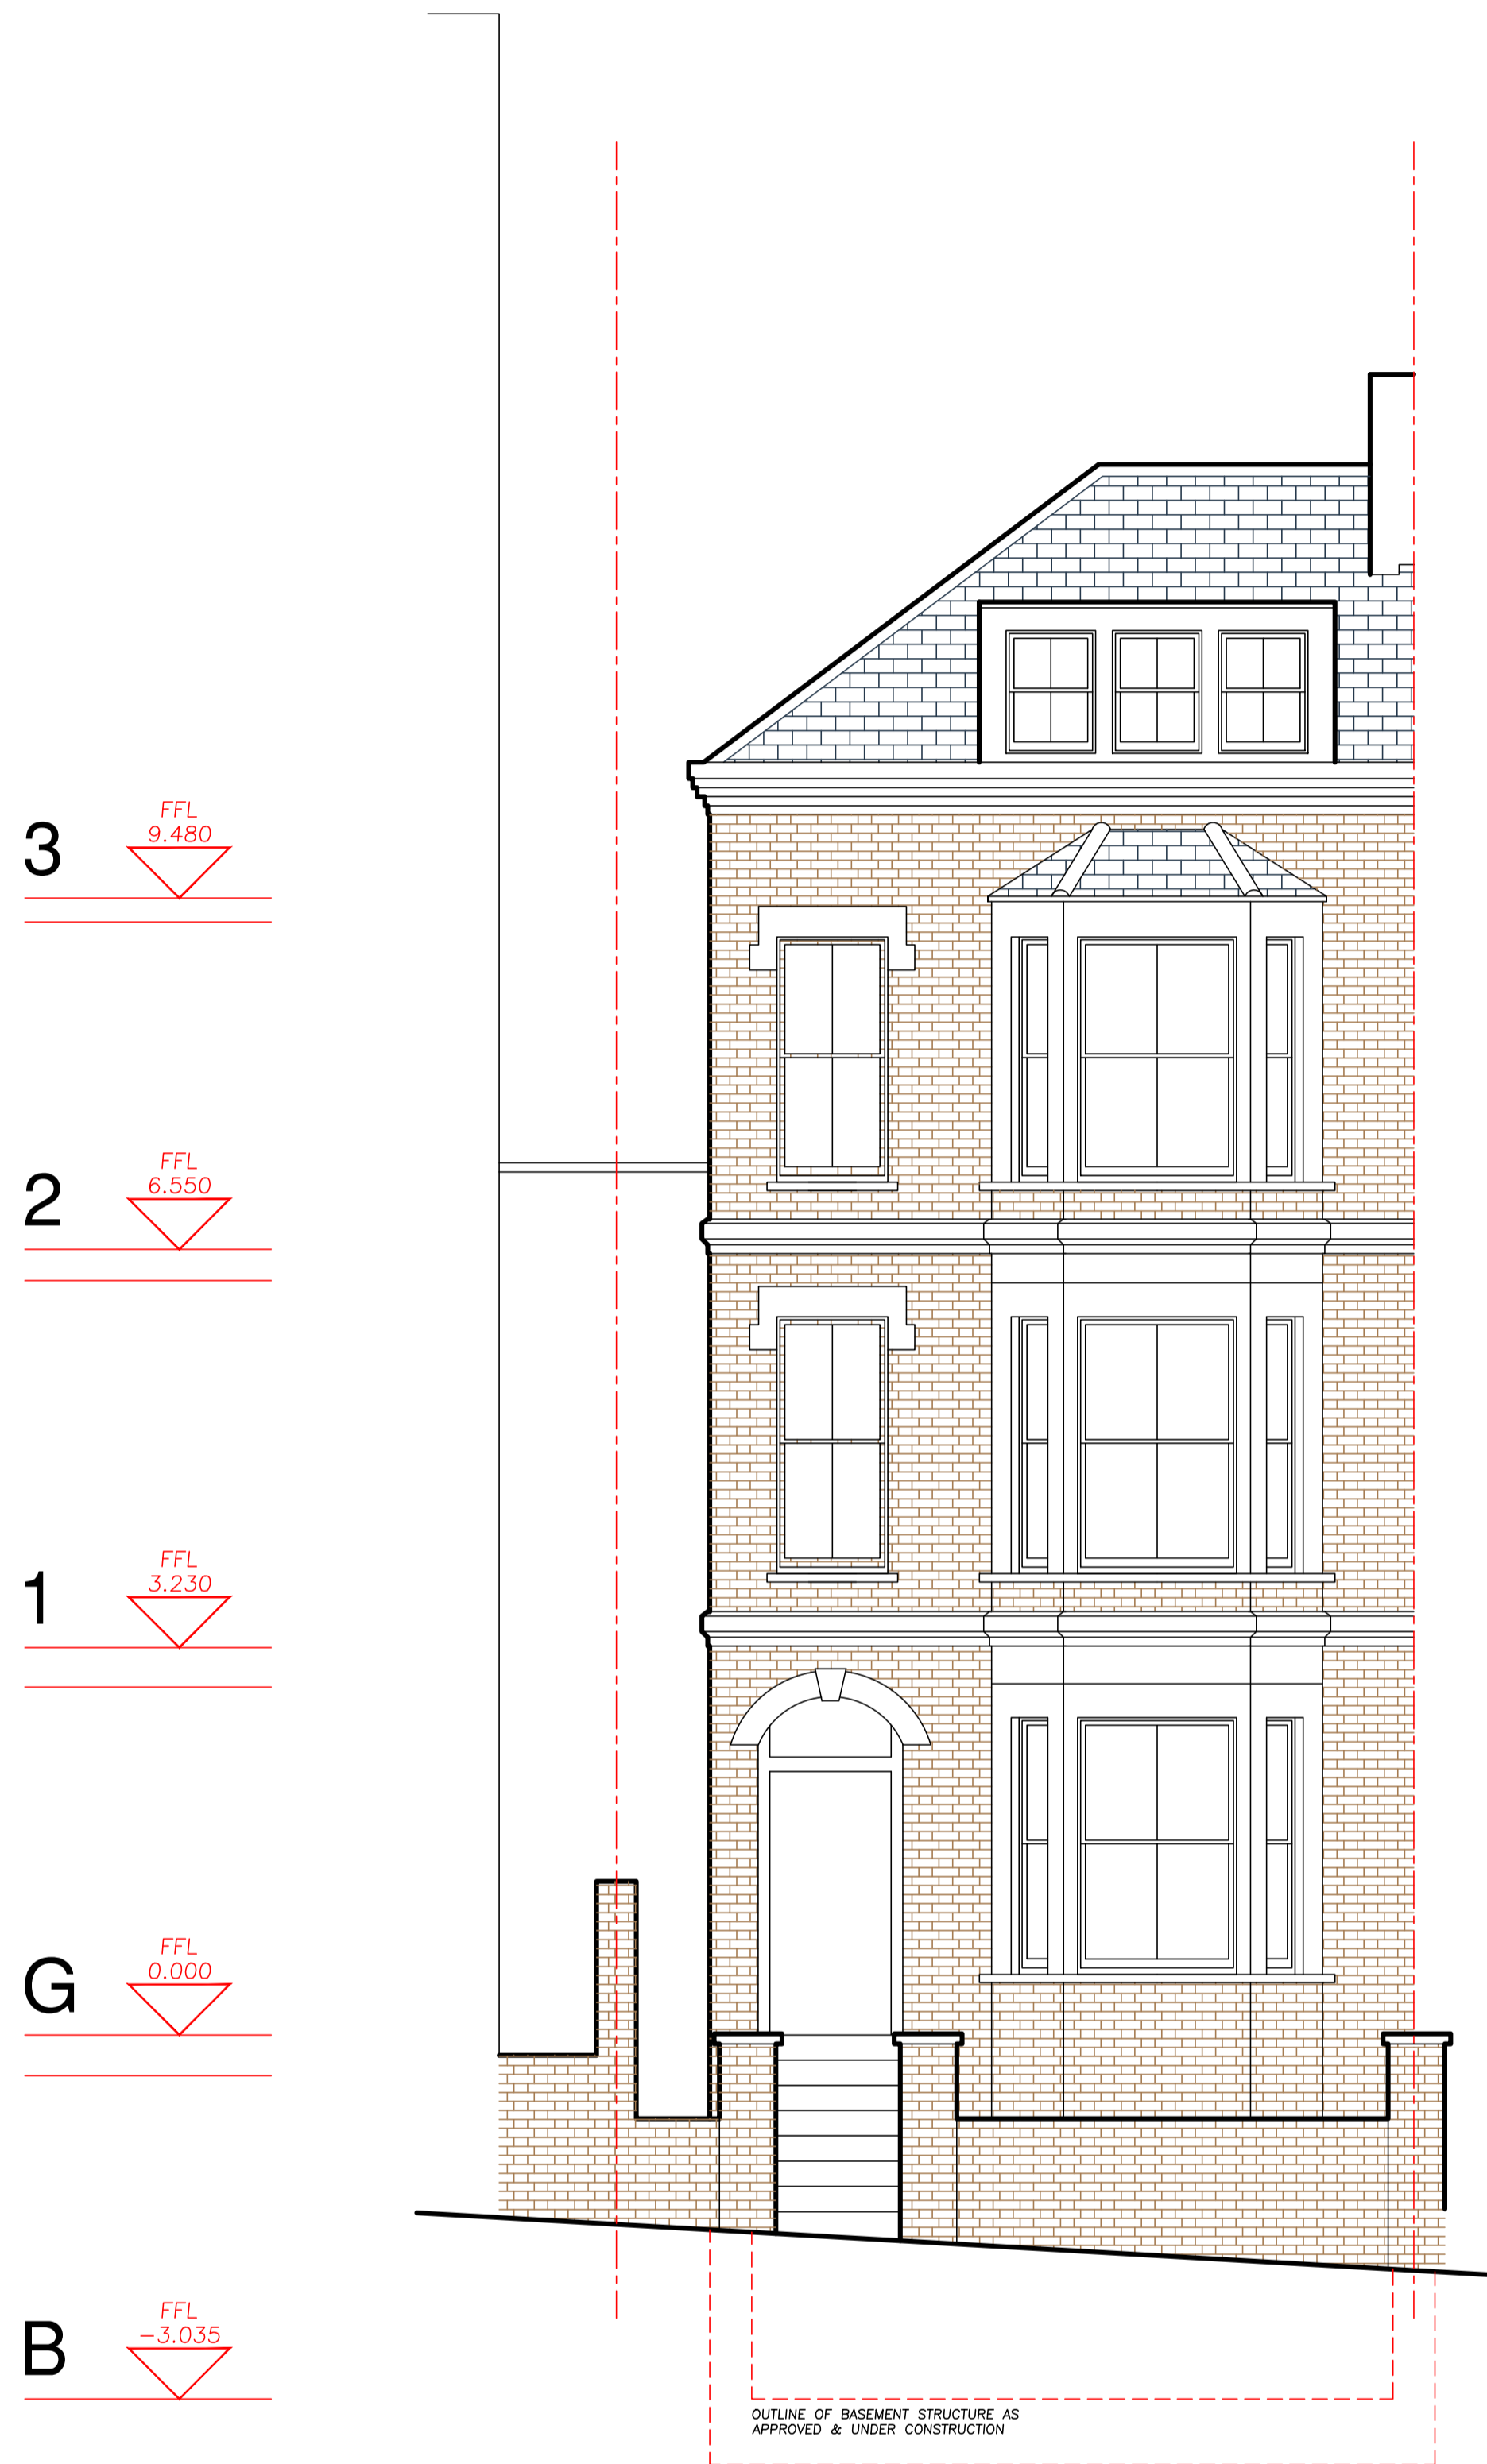 3
FFL
9.480
2
FFL
6.550
1
FFL
3.230
G
FFL
0.000
B
FFL
-3.035
OUTLINE OF BASEMENT STRUCTURE AS
APPROVED & UNDER CONSTRUCTION